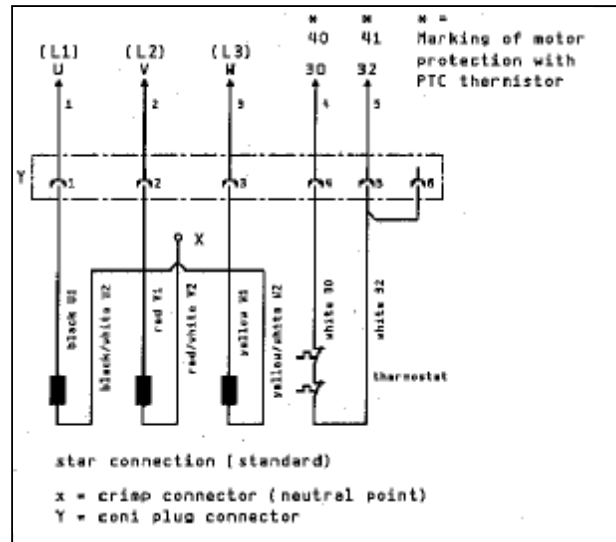 * * * =
40 41 Marking of motor
(L1) (L2) (L3) protection with
U V W 30 32 PTC thermistor
1 2 3 4 5
Y 1 2 3 4 5 6
X
black U1
black/white U2
red V1
red/white V2
yellow W1
yellow/white W2
white 30
white 32
thermostat
star connection (standard)
x = crimp connector (neutral point)
Y = coni plug connector